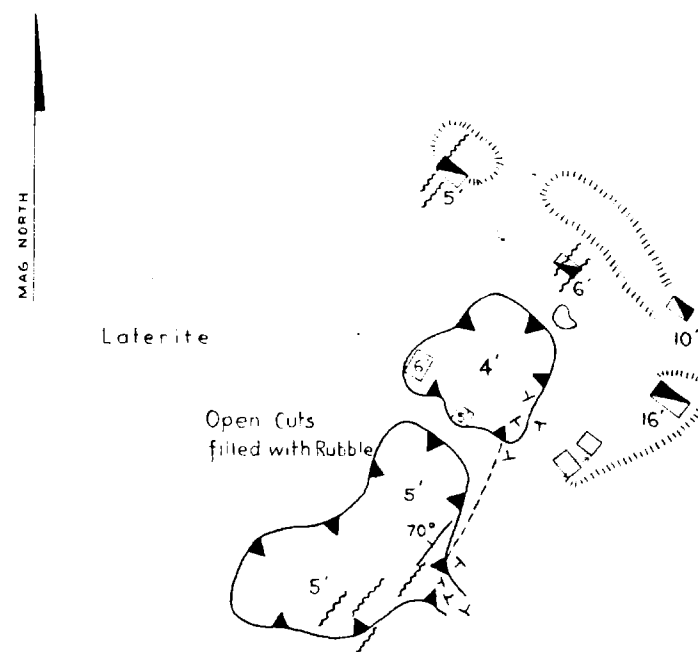 MAG NORTH
5'
6'
10'
Laterite
6
4'
16'
Open Cuts
filled with Rubble
5'
70°
5'